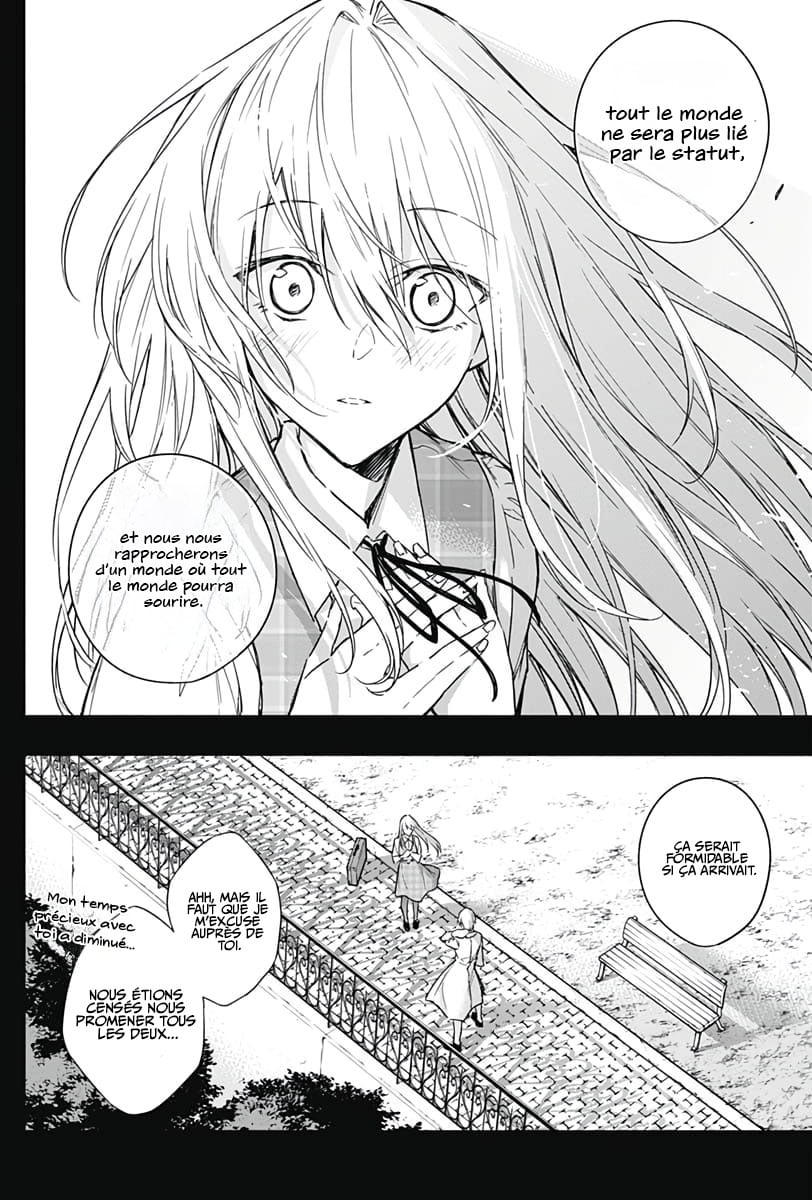 tout le monde
ne sera plus lié
par le statut,
et nous nous
rapprocherons
d'un monde où tout
le monde pourra
sourire.
ÇA SERAIT
FORMIDABLE
SI ÇA ARRIVAIT.
AHH, MAIS IL
FAUT QUE JE
M'EXCUSE
AUPRÈS DE
TOI.
NOUS ÉTIONS
CENSÉS NOUS
PROMENER TOUS
LES DEUX...
Mon temps
précieux avec
toi a diminué...